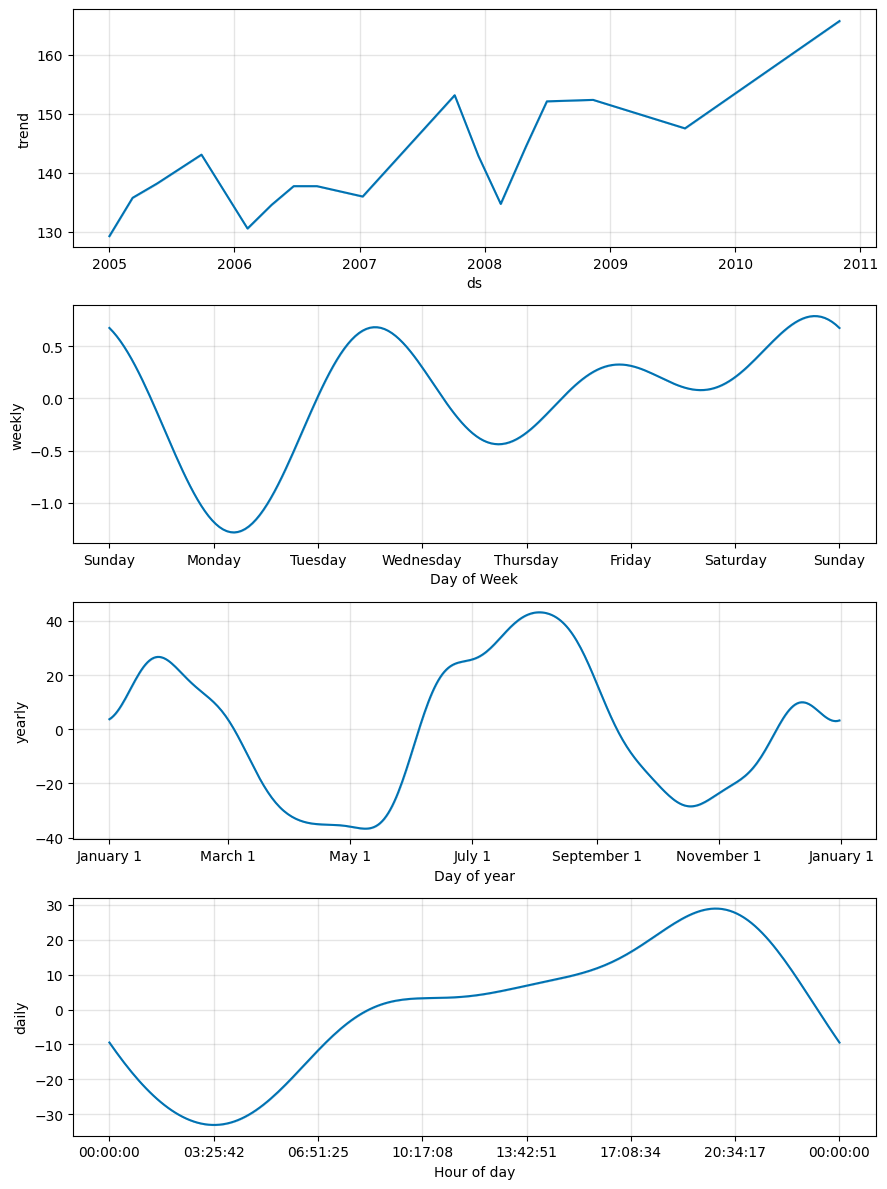 160
150
140
130
trend
2005 2006 2007 2008 2009 2010 2011
ds
0.5
0.0
−0.5
−1.0
weekly
Sunday Monday Tuesday Wednesday Thursday Friday Saturday Sunday
Day of Week
40
20
0
−20
−40
yearly
January 1 March 1 May 1 July 1 September 1 November 1 January 1
Day of year
30
20
10
0
−10
−20
−30
daily
00:00:00 03:25:42 06:51:25 10:17:08 13:42:51 17:08:34 20:34:17 00:00:00
Hour of day